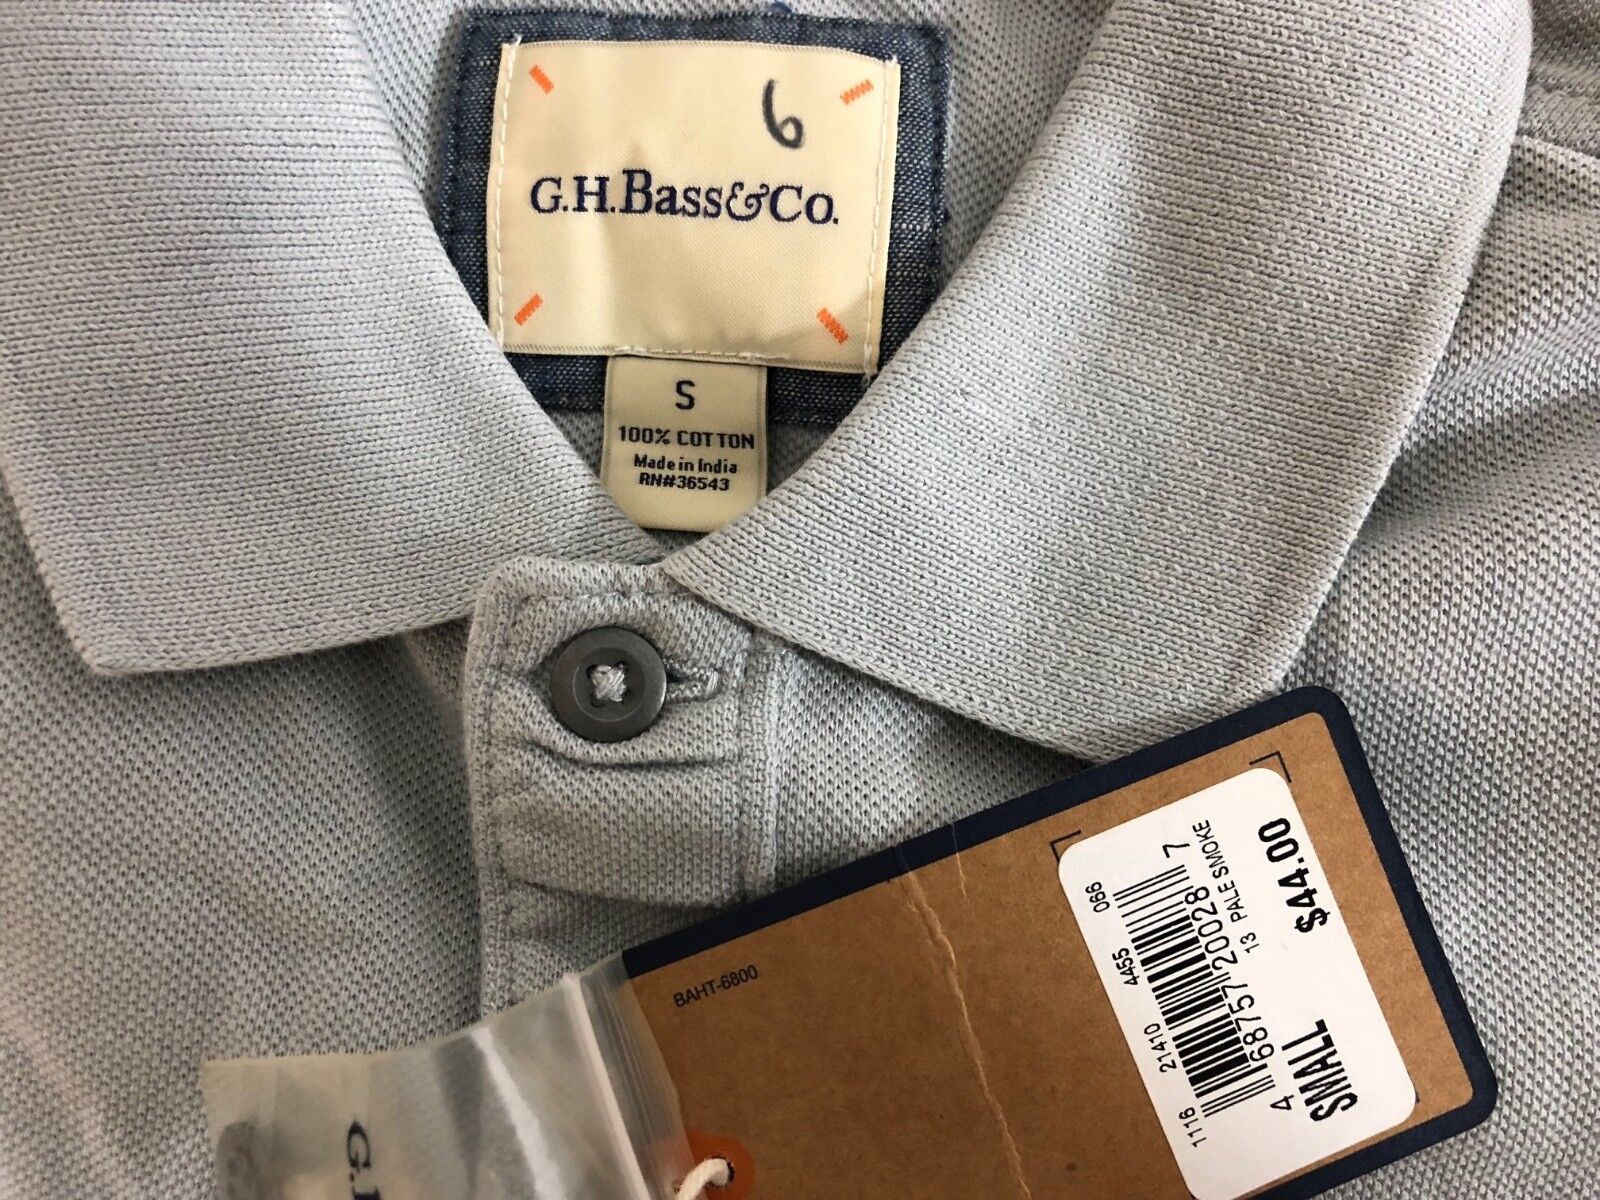 6
G.H.Bass&Co.
S
100% COTTON
Made in India
RN#36543
BAHT-6800
1116 21410 4455 066
4 68757 20028 7
13 PALE SMOKE
SMALL $44.00